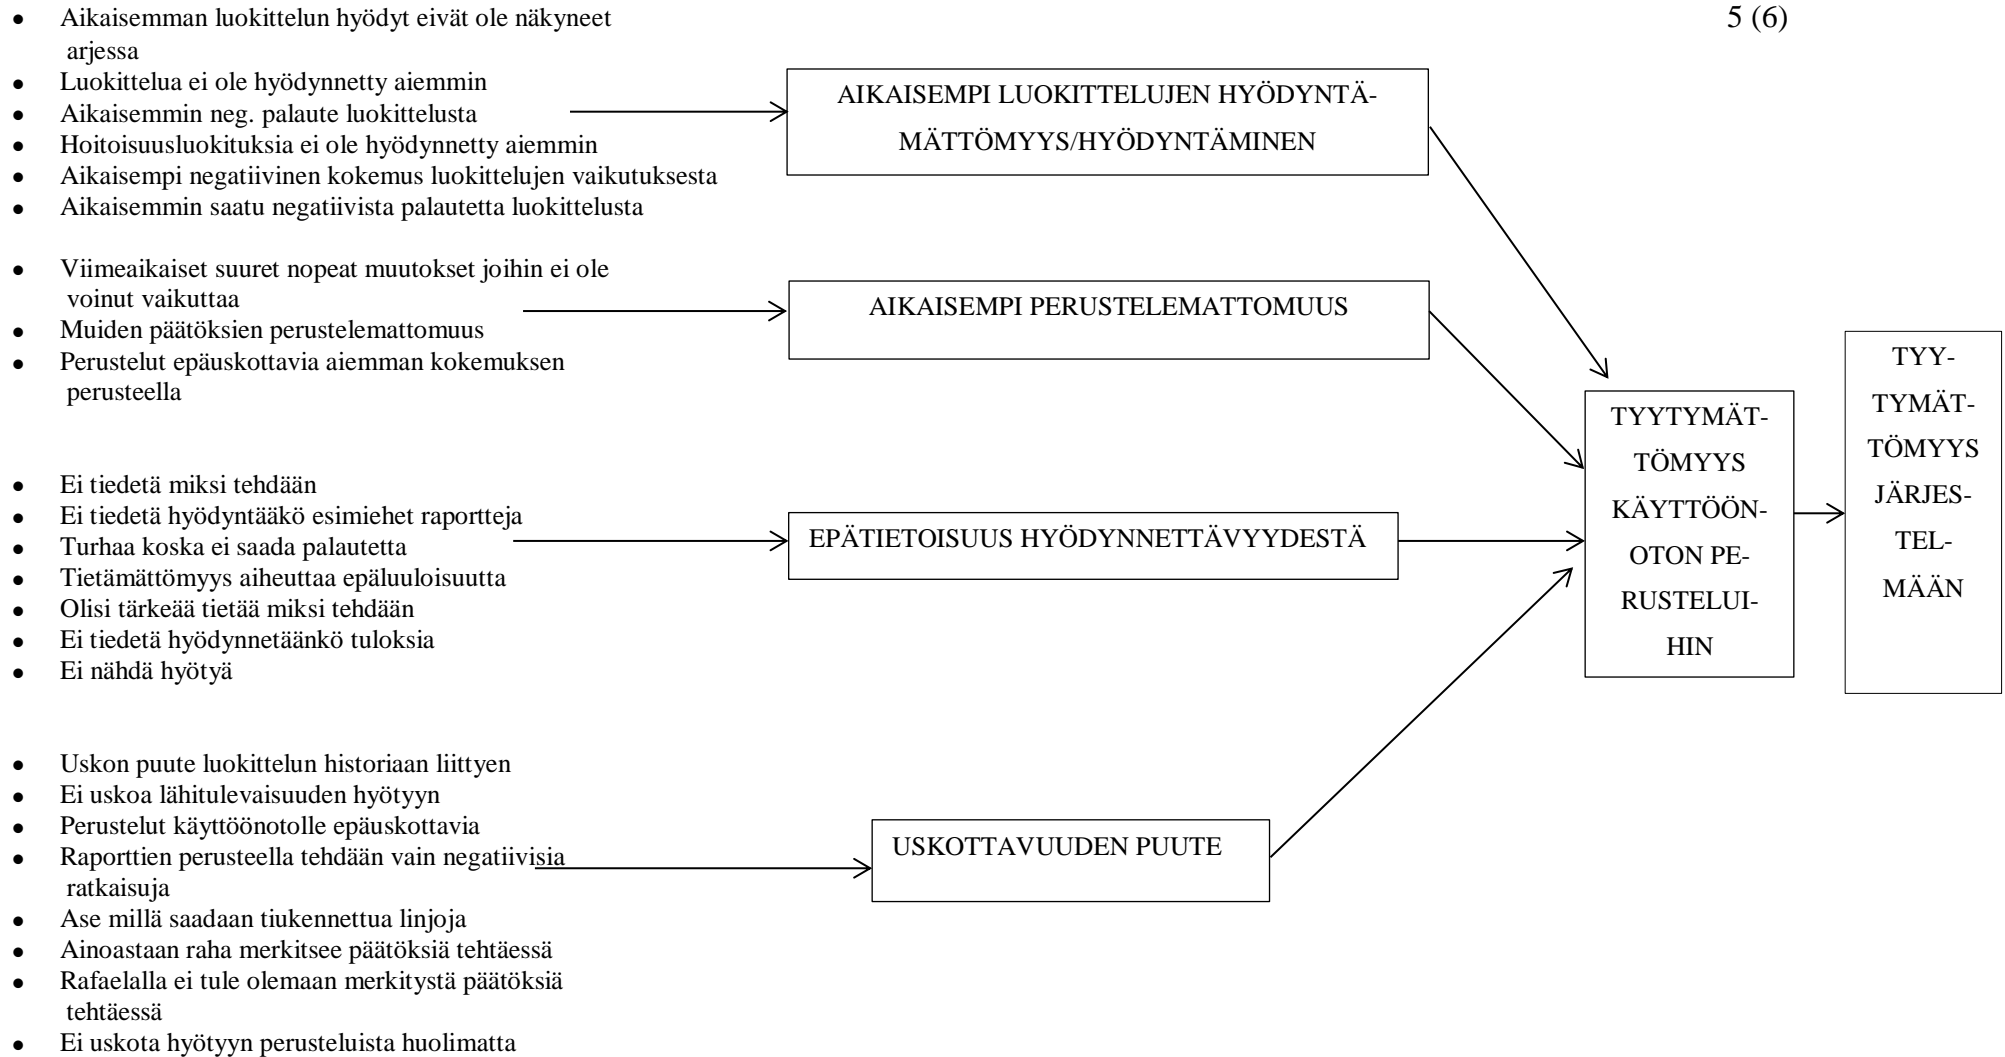 5 (6)
• Aikaisemman luokittelun hyödyt eivät ole näkyneet
arjessa
• Luokittelua ei ole hyödynnetty aiemmin
• Aikaisemmin neg. palaute luokittelusta
• Hoitoisuusluokituksia ei ole hyödynnetty aiemmin
• Aikaisempi negatiivinen kokemus luokittelujen vaikutuksesta
• Aikaisemmin saatu negatiivista palautetta luokittelusta
AIKAISEMPI LUOKITTELUJEN HYÖDYNTÄ-
MÄTTÖMYYS/HYÖDYNTÄMINEN
• Viimeaikaiset suuret nopeat muutokset joihin ei ole
voinut vaikuttaa
• Muiden päätöksien perustelemattomuus
• Perustelut epäuskottavia aiemman kokemuksen
perusteella
AIKAISEMPI PERUSTELEMATTOMUUS
• Ei tiedetä miksi tehdään
• Ei tiedetä hyödyntääkö esimiehet raportteja
• Turhaa koska ei saada palautetta
• Tietämättömyys aiheuttaa epäluuloisuutta
• Olisi tärkeää tietää miksi tehdään
• Ei tiedetä hyödynnetäänkö tuloksia
• Ei nähdä hyötyä
EPÄTIETOISUUS HYÖDYNNETTÄVYYDESTÄ
• Uskon puute luokittelun historiaan liittyen
• Ei uskoa lähitulevaisuuden hyötyyn
• Perustelut käyttöönotolle epäuskottavia
• Raporttien perusteella tehdään vain negatiivisia
ratkaisuja
• Ase millä saadaan tiukennettua linjoja
• Ainoastaan raha merkitsee päätöksiä tehtäessä
• Rafaelalla ei tule olemaan merkitystä päätöksiä
tehtäessä
• Ei uskota hyötyyn perusteluista huolimatta
USKOTTAVUUDEN PUUTE
TYYTYMÄT-
TÖMYYS
KÄYTTÖÖN-
OTON PE-
RUSTELUI-
HIN
TYY-
TYMÄT-
TÖMYYS
JÄRJES-
TEL-
MÄÄN